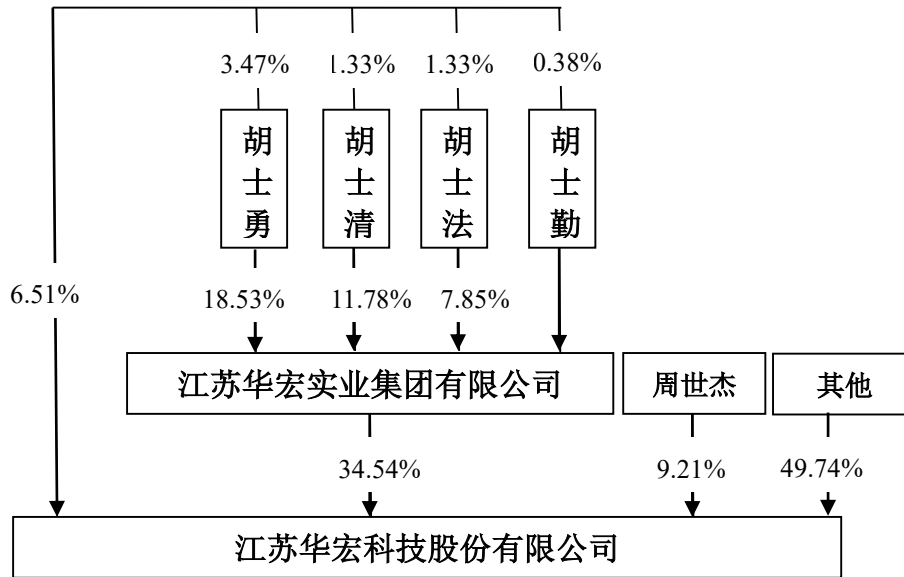 3.47% 1.33% 1.33% 0.38%
胡士勇
胡士清
胡士法
胡士勤
6.51%
18.53% 11.78% 7.85%
江苏华宏实业集团有限公司
周世杰
其他
34.54% 9.21% 49.74%
江苏华宏科技股份有限公司